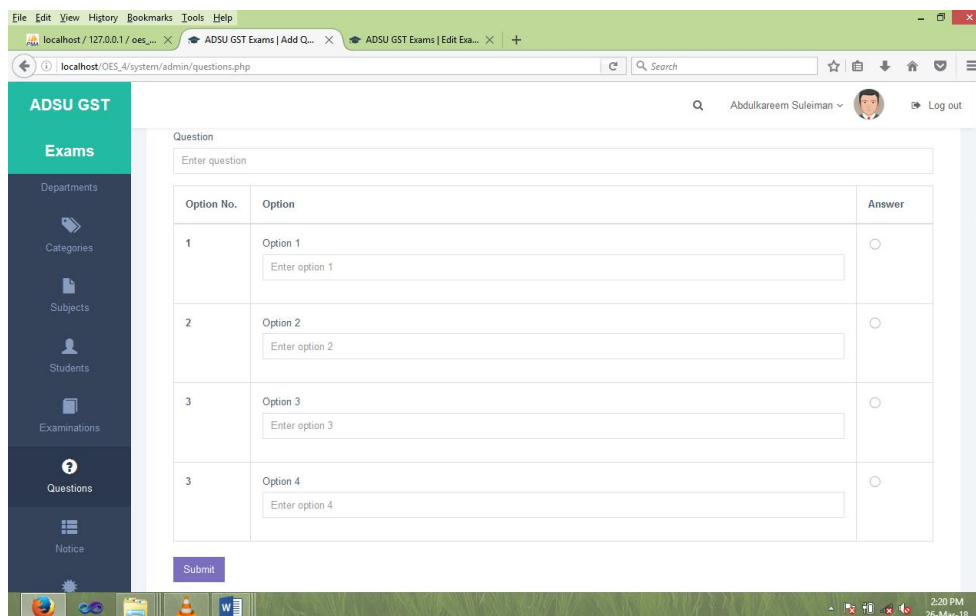 File Edit View History Bookmarks Tools Help
localhost / 127.0.0.1 / oes_...
ADSU GST Exams | Add Q...
ADSU GST Exams | Edit Exa...
localhost/OES_4/system/admin/questions.php
Search
ADSU GST
Exams
Abdulkareem Suleiman
Log out
Departments
Categories
Subjects
Students
Examinations
Questions
Notice
Question
Enter question
Option No. Option Answer
1 Option 1
Enter option 1
2 Option 2
Enter option 2
3 Option 3
Enter option 3
3 Option 4
Enter option 4
Submit
2:20 PM
26-Mar-18